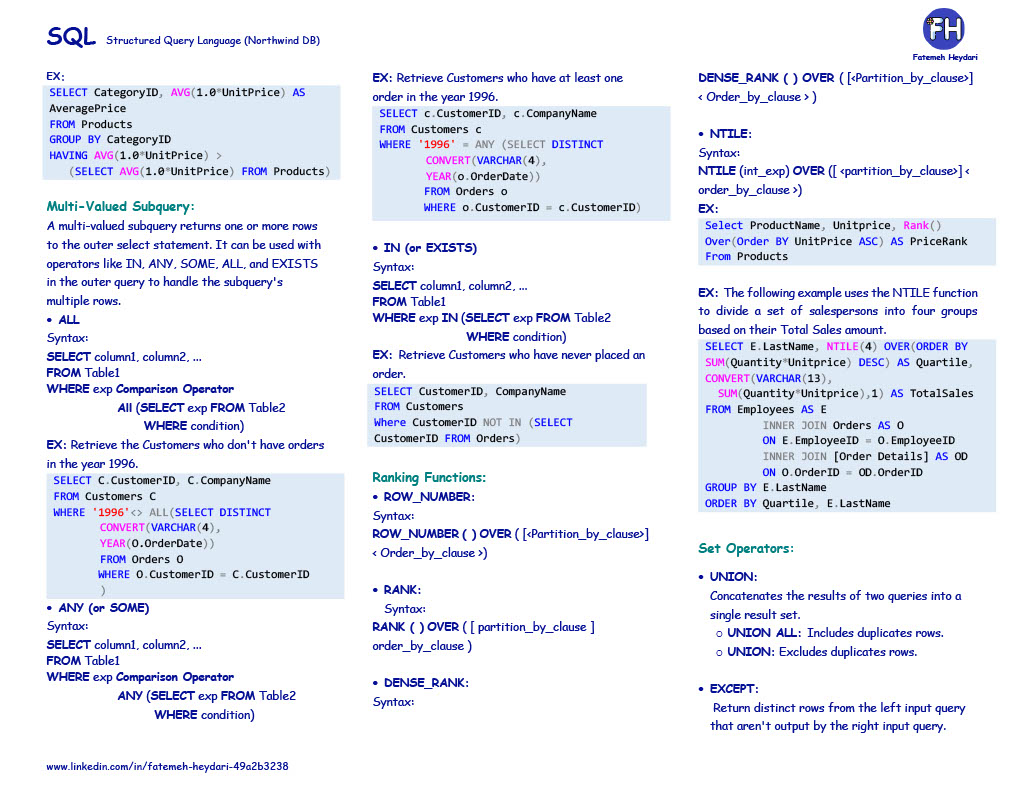 SQL Structured Query Language (Northwind DB)
FH
Fatemeh Heydari
EX:
SELECT CategoryID, AVG(1.0*UnitPrice) AS
AveragePrice
FROM Products
GROUP BY CategoryID
HAVING AVG(1.0*UnitPrice) >
(SELECT AVG(1.0*UnitPrice) FROM Products)
Multi-Valued Subquery:
A multi-valued subquery returns one or more rows
to the outer select statement. It can be used with
operators like IN, ANY, SOME, ALL, and EXISTS
in the outer query to handle the subquery's
multiple rows.
• ALL
Syntax:
SELECT column1, column2, ...
FROM Table1
WHERE exp Comparison Operator
All (SELECT exp FROM Table2
WHERE condition)
EX: Retrieve the Customers who don't have orders
in the year 1996.
SELECT C.CustomerID, C.CompanyName
FROM Customers C
WHERE '1996'<> ALL(SELECT DISTINCT
CONVERT(VARCHAR(4),
YEAR(O.OrderDate))
FROM Orders O
WHERE O.CustomerID = C.CustomerID
)
• ANY (or SOME)
Syntax:
SELECT column1, column2, ...
FROM Table1
WHERE exp Comparison Operator
ANY (SELECT exp FROM Table2
WHERE condition)
EX: Retrieve Customers who have at least one
order in the year 1996.
SELECT c.CustomerID, c.CompanyName
FROM Customers c
WHERE '1996' = ANY (SELECT DISTINCT
CONVERT(VARCHAR(4),
YEAR(o.OrderDate))
FROM Orders o
WHERE o.CustomerID = c.CustomerID)
• IN (or EXISTS)
Syntax:
SELECT column1, column2, ...
FROM Table1
WHERE exp IN (SELECT exp FROM Table2
WHERE condition)
EX: Retrieve Customers who have never placed an
order.
SELECT CustomerID, CompanyName
FROM Customers
Where CustomerID NOT IN (SELECT
CustomerID FROM Orders)
Ranking Functions:
• ROW_NUMBER:
Syntax:
ROW_NUMBER ( ) OVER ( [<Partition_by_clause>]
< Order_by_clause >)
• RANK:
Syntax:
RANK ( ) OVER ( [ partition_by_clause ]
order_by_clause )
• DENSE_RANK:
Syntax:
DENSE_RANK ( ) OVER ( [<Partition_by_clause>]
< Order_by_clause > )
• NTILE:
Syntax:
NTILE (int_exp) OVER ([ <partition_by_clause>] <
order_by_clause >)
EX:
Select ProductName, Unitprice, Rank()
Over(Order BY UnitPrice ASC) AS PriceRank
From Products
EX: The following example uses the NTILE function
to divide a set of salespersons into four groups
based on their Total Sales amount.
SELECT E.LastName, NTILE(4) OVER(ORDER BY
SUM(Quantity*Unitprice) DESC) AS Quartile,
CONVERT(VARCHAR(13),
SUM(Quantity*Unitprice),1) AS TotalSales
FROM Employees AS E
INNER JOIN Orders AS O
ON E.EmployeeID = O.EmployeeID
INNER JOIN [Order Details] AS OD
ON O.OrderID = OD.OrderID
GROUP BY E.LastName
ORDER BY Quartile, E.LastName
Set Operators:
• UNION:
Concatenates the results of two queries into a
single result set.
o UNION ALL: Includes duplicates rows.
o UNION: Excludes duplicates rows.
• EXCEPT:
Return distinct rows from the left input query
that aren't output by the right input query.
www.linkedin.com/in/fatemeh-heydari-49a2b3238